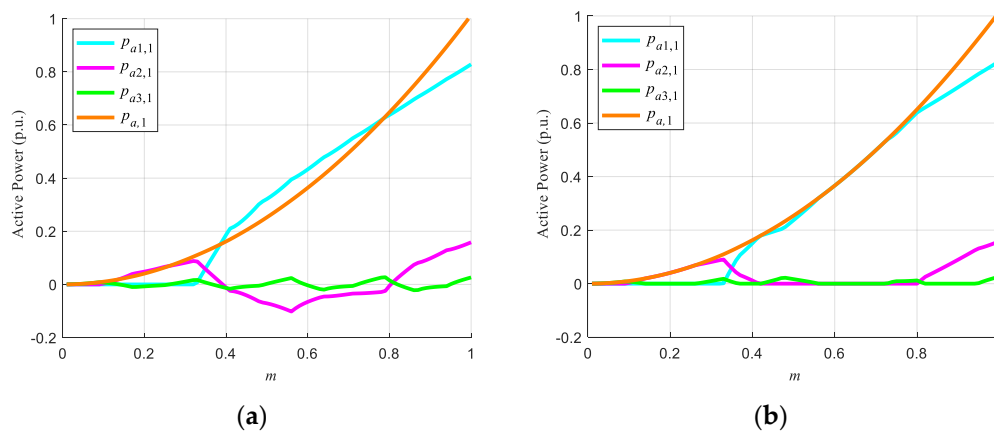 1
0.8
0.6
0.4
0.2
0
-0.2
Active Power (p.u.)
0 0.2 0.4 0.6 0.8 1
m
p_{a1,1}
p_{a2,1}
p_{a3,1}
p_{a,1}
(a)
1
0.8
0.6
0.4
0.2
0
-0.2
Active Power (p.u.)
0 0.2 0.4 0.6 0.8
m
p_{a1,1}
p_{a2,1}
p_{a3,1}
p_{a,1}
(b)